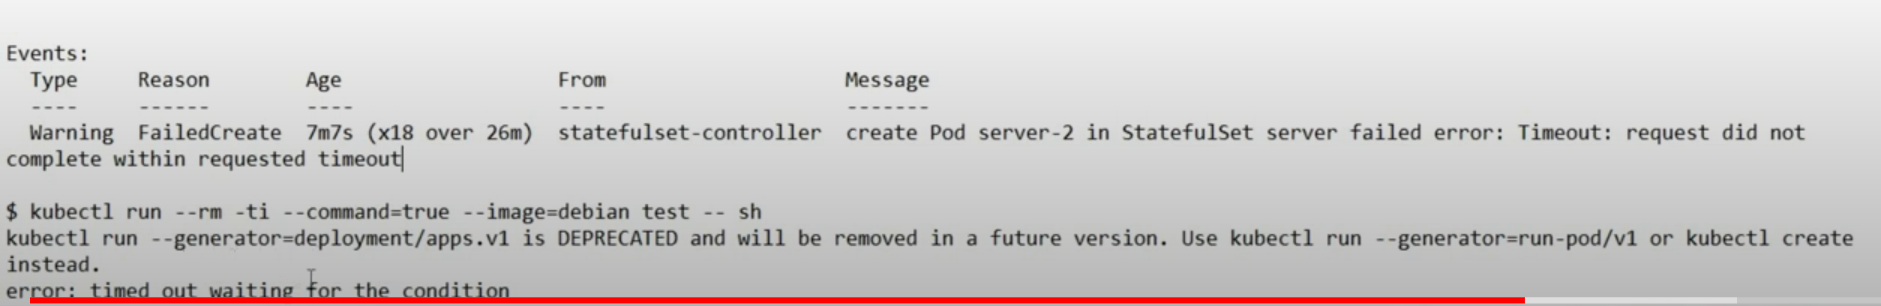 Events:
Type Reason Age From Message
---- ------ ---- ---- -------
Warning FailedCreate 7m7s (x18 over 26m) statefulset-controller create Pod server-2 in StatefulSet server failed error: Timeout: request did not
complete within requested timeout
$ kubectl run --rm -ti --command=true --image=debian test -- sh
kubectl run --generator=deployment/apps.v1 is DEPRECATED and will be removed in a future version. Use kubectl run --generator=run-pod/v1 or kubectl create
instead.
error: timed out waiting for the condition